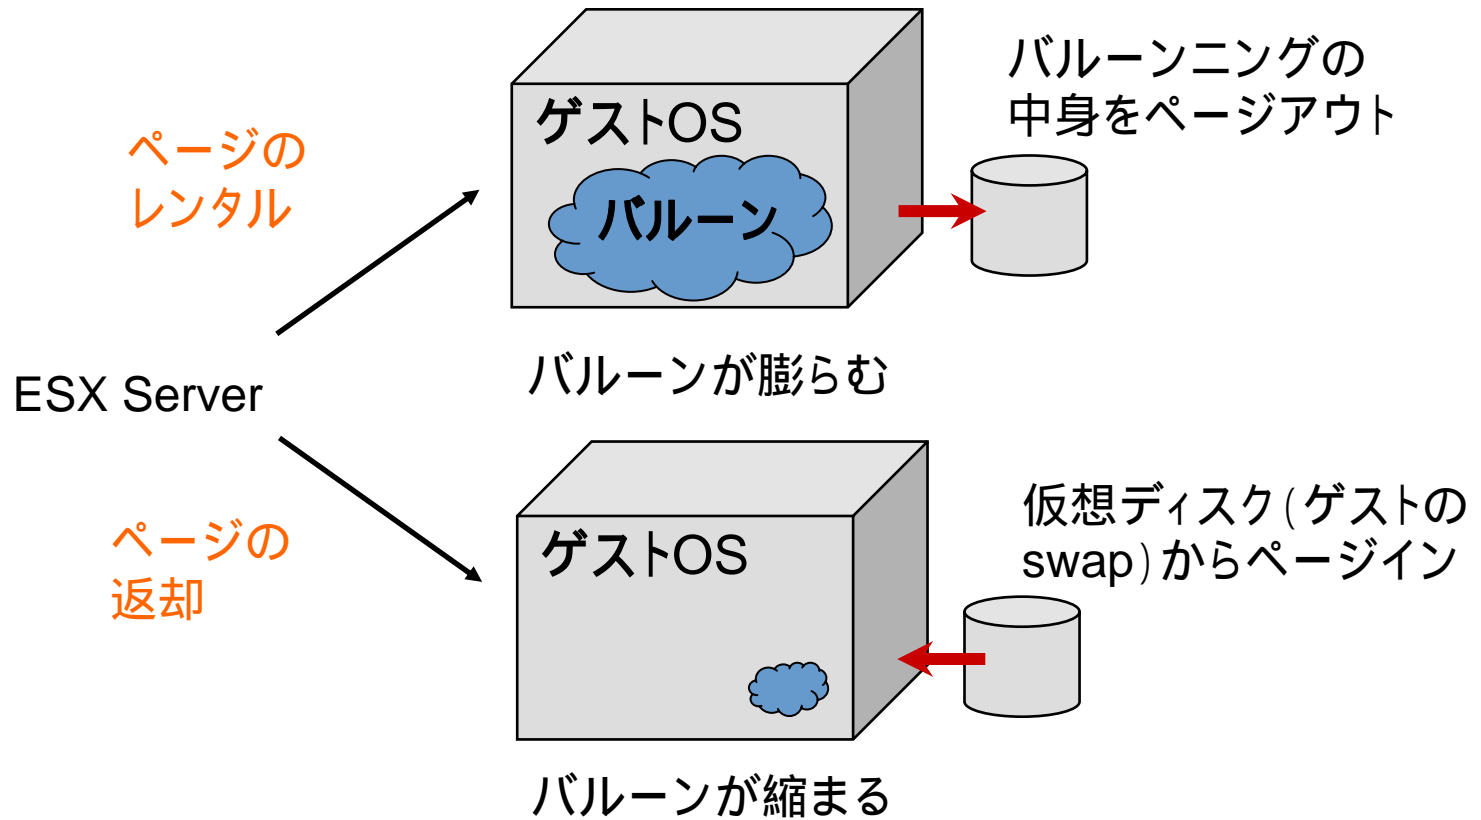 バルーンニングの
中身をページアウト
ゲストOS
バルーン
ページの
レンタル
バルーンが膨らむ
ESX Server
ページの
返却
ゲストOS
仮想ディスク(ゲストの
swap)からページイン
バルーンが縮まる